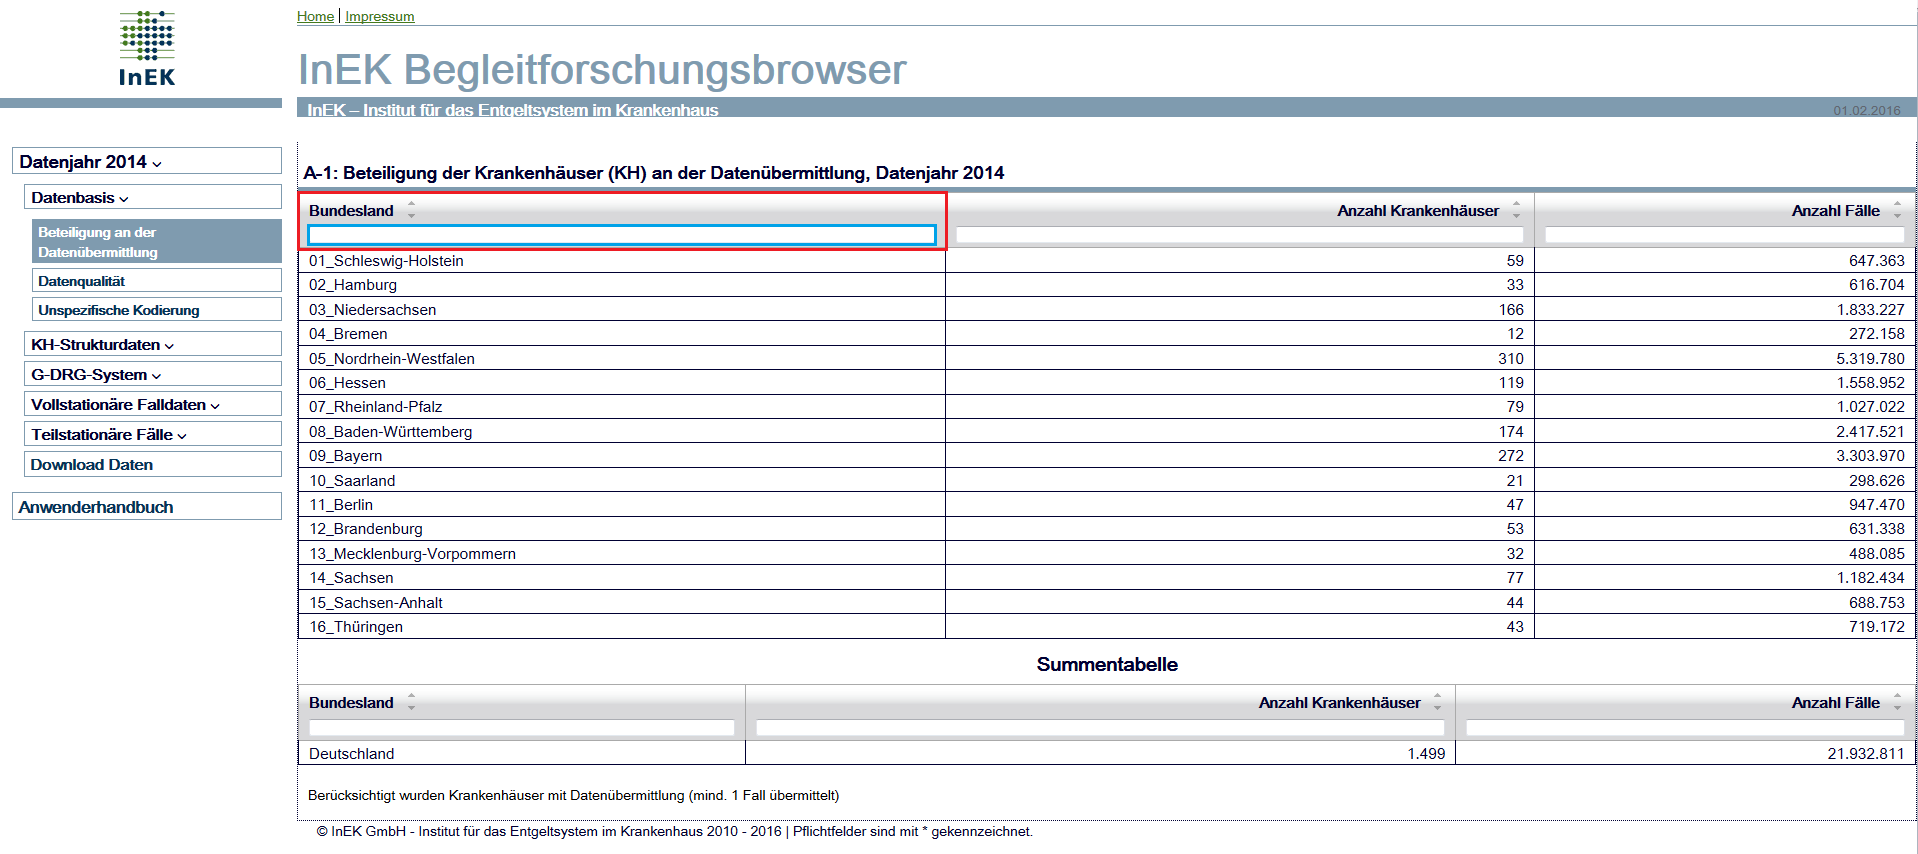 Home | Impressum
InEK
InEK Begleitforschungsbrowser
InEK – Institut für das Entgeltsystem im Krankenhaus 01.02.2016
Datenjahr 2014
Datenbasis
Beteiligung an der
Datenübermittlung
Datenqualität
Unspezifische Kodierung
KH-Strukturdaten
G-DRG-System
Vollstationäre Falldaten
Teilstationäre Fälle
Download Daten
Anwenderhandbuch
A-1: Beteiligung der Krankenhäuser (KH) an der Datenübermittlung, Datenjahr 2014
Bundesland Anzahl Krankenhäuser Anzahl Fälle
01_Schleswig-Holstein 59 647.363
02_Hamburg 33 616.704
03_Niedersachsen 166 1.833.227
04_Bremen 12 272.158
05_Nordrhein-Westfalen 310 5.319.780
06_Hessen 119 1.558.952
07_Rheinland-Pfalz 79 1.027.022
08_Baden-Württemberg 174 2.417.521
09_Bayern 272 3.303.970
10_Saarland 21 298.626
11_Berlin 47 947.470
12_Brandenburg 53 631.338
13_Mecklenburg-Vorpommern 32 488.085
14_Sachsen 77 1.182.434
15_Sachsen-Anhalt 44 688.753
16_Thüringen 43 719.172
Summentabelle
Bundesland Anzahl Krankenhäuser Anzahl Fälle
Deutschland 1.499 21.932.811
Berücksichtigt wurden Krankenhäuser mit Datenübermittlung (mind. 1 Fall übermittelt)
© InEK GmbH - Institut für das Entgeltsystem im Krankenhaus 2010 - 2016 | Pflichtfelder sind mit * gekennzeichnet.